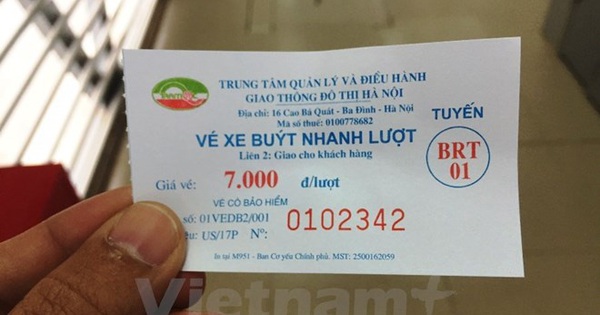 TRUNG TÂM QUẢN LÝ VÀ ĐIỀU HÀNH
GIAO THÔNG ĐÔ THỊ HÀ NỘI
Địa chỉ: 16 Cao Bá Quát - Ba Đình - Hà Nội
Mã số thuế: 0100778682
VÉ XE BUÝT NHANH LƯỢT
Liên 2: Giao cho khách hàng
TUYẾN
BRT
01
Giá vé: 7.000 đ/lượt
VÉ CÓ BẢO HIỂM
số: 01VEDB2/001
US/17P Nº: 0102342
In tại M951 - Ban Cơ yếu Chính phủ. MST: 2500162059
Vietnam+